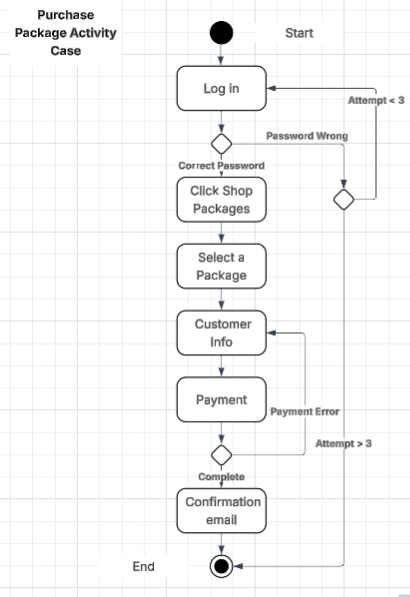 Purchase
Package Activity
Case
Start
Log in
Attempt < 3
Password Wrong
Correct Password
Click Shop
Packages
Select a
Package
Customer
Info
Payment
Payment Error
Attempt > 3
Complete
Confirmation
email
End